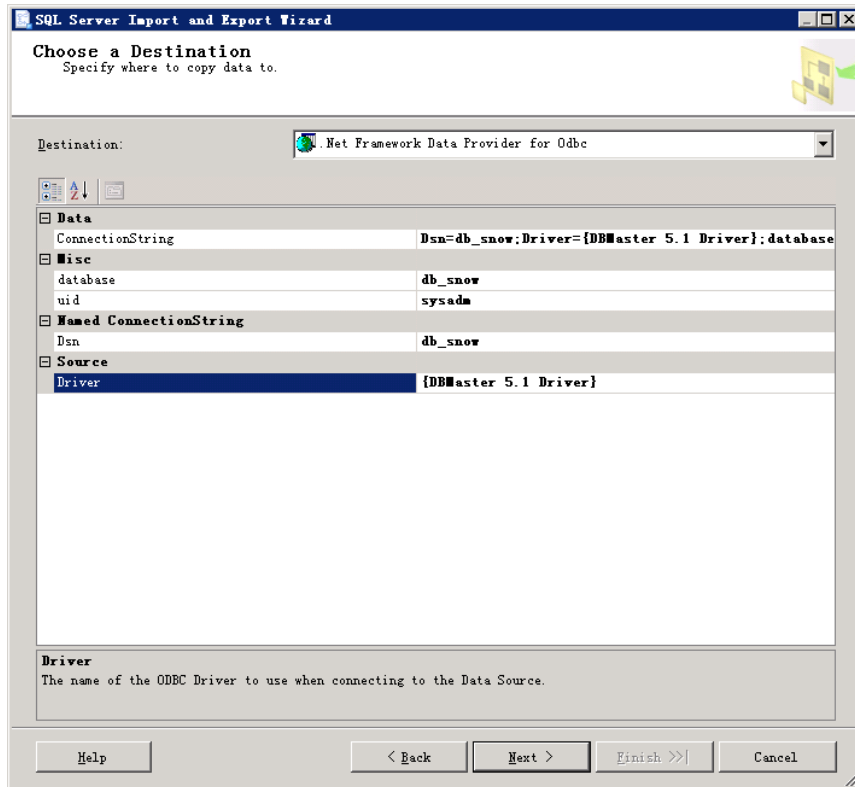 SQL Server Import and Export Wizard
Choose a Destination
Specify where to copy data to.
Destination:
.Net Framework Data Provider for Odbc
Data
ConnectionString Dsn=db_snow;Driver={DBMaster 5.1 Driver};database
Misc
database db_snow
uid sysadm
Named ConnectionString
Dsn db_snow
Source
Driver {DBMaster 5.1 Driver}
Driver
The name of the ODBC Driver to use when connecting to the Data Source.
Help < Back Next > Finish >>| Cancel